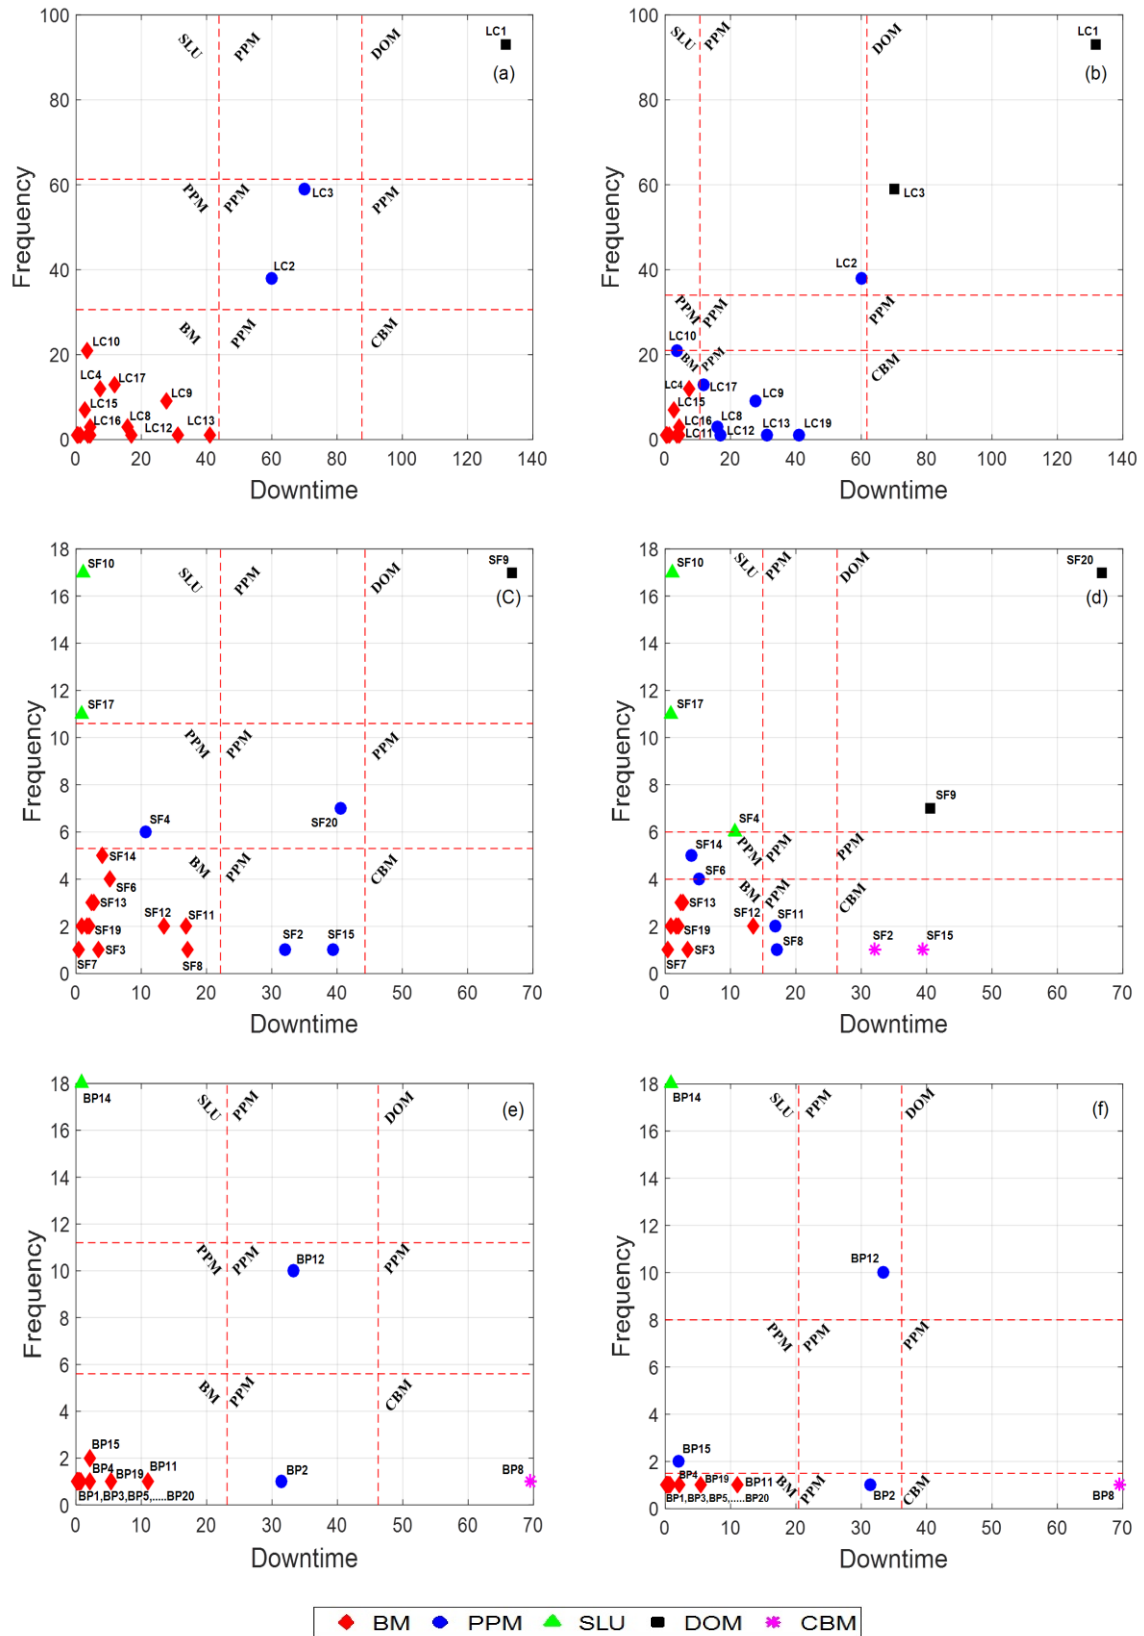 100
80
60
40
20
0
0 20 40 60 80 100 120 140
Frequency
Downtime
SLU PPM DOM
PPM PPM PPM
BM PPM CBM
(a)
LC1
LC3
LC2
LC10
LC4
LC17
LC15
LC9
LC16
LC8
LC12
LC13
100
80
60
40
20
0
0 20 40 60 80 100 120 140
Frequency
Downtime
SLU PPM DOM
PPM PPM PPM
BM PPM CBM
(b)
LC1
LC3
LC2
LC10
LC4
LC17
LC15
LC9
LC16
LC8
LC11
LC12
LC13
LC19
18
16
14
12
10
8
6
4
2
0
0 10 20 30 40 50 60 70
Frequency
Downtime
SLU PPM DOM
PPM PPM PPM
BM PPM CBM
(C)
SF10
SF9
SF17
SF4
SF20
SF14
SF6
SF13
SF12
SF11
SF19
SF3
SF7
SF8
SF2
SF15
18
16
14
12
10
8
6
4
2
0
0 10 20 30 40 50 60 70
Frequency
Downtime
SLU PPM DOM
PPM PPM PPM
BM PPM CBM
(d)
SF10
SF20
SF17
SF9
SF4
SF14
SF6
SF13
SF12
SF11
SF19
SF3
SF7
SF8
SF2
SF15
18
16
14
12
10
8
6
4
2
0
0 10 20 30 40 50 60 70
Frequency
Downtime
SLU PPM DOM
PPM PPM PPM
BM PPM CBM
(e)
BP14
BP12
BP15
BP4
BP19
BP11
BP2
BP8
BP1,BP3,BP5,.....BP20
18
16
14
12
10
8
6
4
2
0
0 10 20 30 40 50 60 70
Frequency
Downtime
SLU PPM DOM
PPM PPM PPM
BM PPM CBM
(f)
BP14
BP12
BP15
BP4
BP19
BP11
BP2
BP8
BP1,BP3,BP5,.....BP20
BM PPM SLU DOM CBM